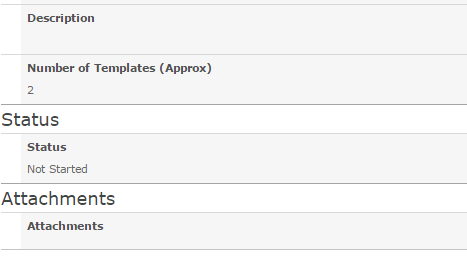 Description
Number of Templates (Approx)
2
Status
Status
Not Started
Attachments
Attachments